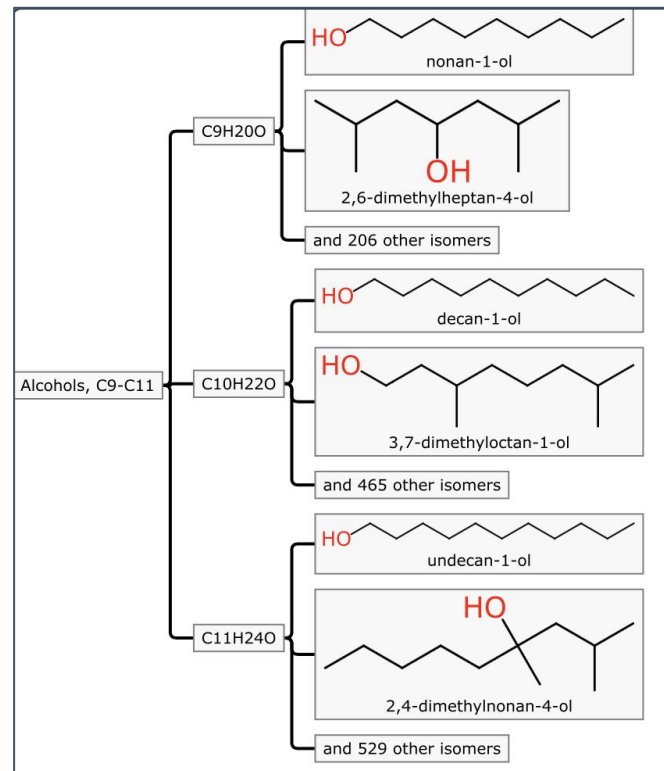 HO
nonan-1-ol
C9H20O
OH
2,6-dimethylheptan-4-ol
and 206 other isomers
HO
decan-1-ol
Alcohols, C9-C11
C10H22O
HO
3,7-dimethyloctan-1-ol
and 465 other isomers
HO
undecan-1-ol
HO
C11H24O
2,4-dimethylnonan-4-ol
and 529 other isomers